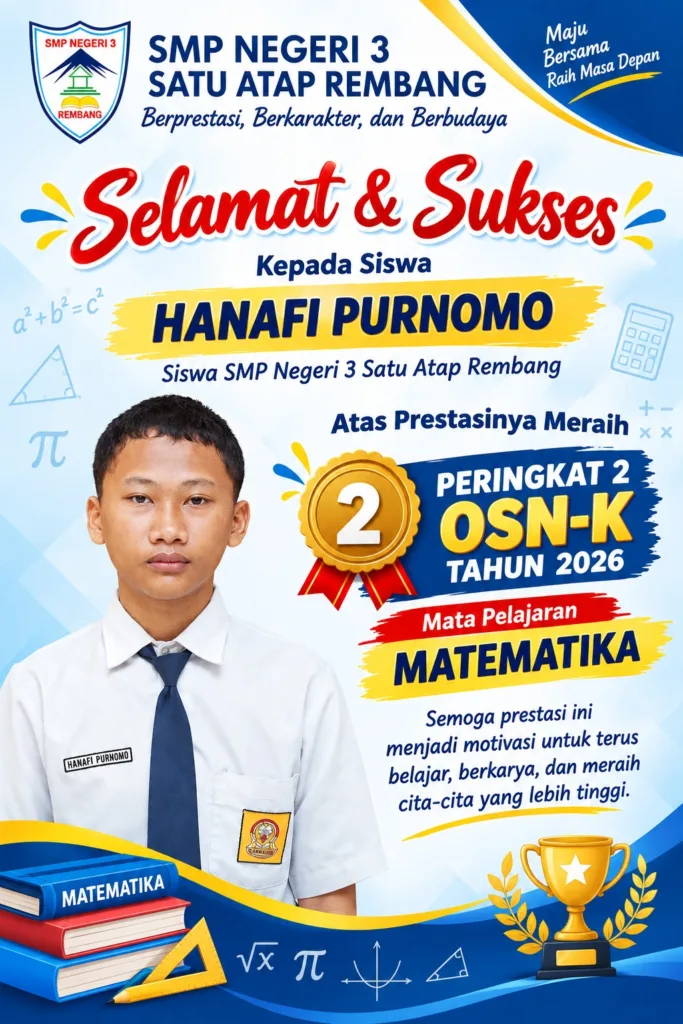 SMP NEGERI 3
REMBANG
SMP NEGERI 3
SATU ATAP REMBANG
Berprestasi, Berkarakter, dan Berbudaya
Maju
Bersama
Raih Masa Depan
Selamat & Sukses
Kepada Siswa
HANAFI PURNOMO
Siswa SMP Negeri 3 Satu Atap Rembang
a²+b²=c²
π
Atas Prestasinya Meraih
2
PERINGKAT 2
OSN-K
TAHUN 2026
Mata Pelajaran
MATEMATIKA
Semoga prestasi ini
menjadi motivasi untuk terus
belajar, berkarya, dan meraih
cita-cita yang lebih tinggi.
HANAFI PURNOMO
MATEMATIKA
√x
π
OSN-K